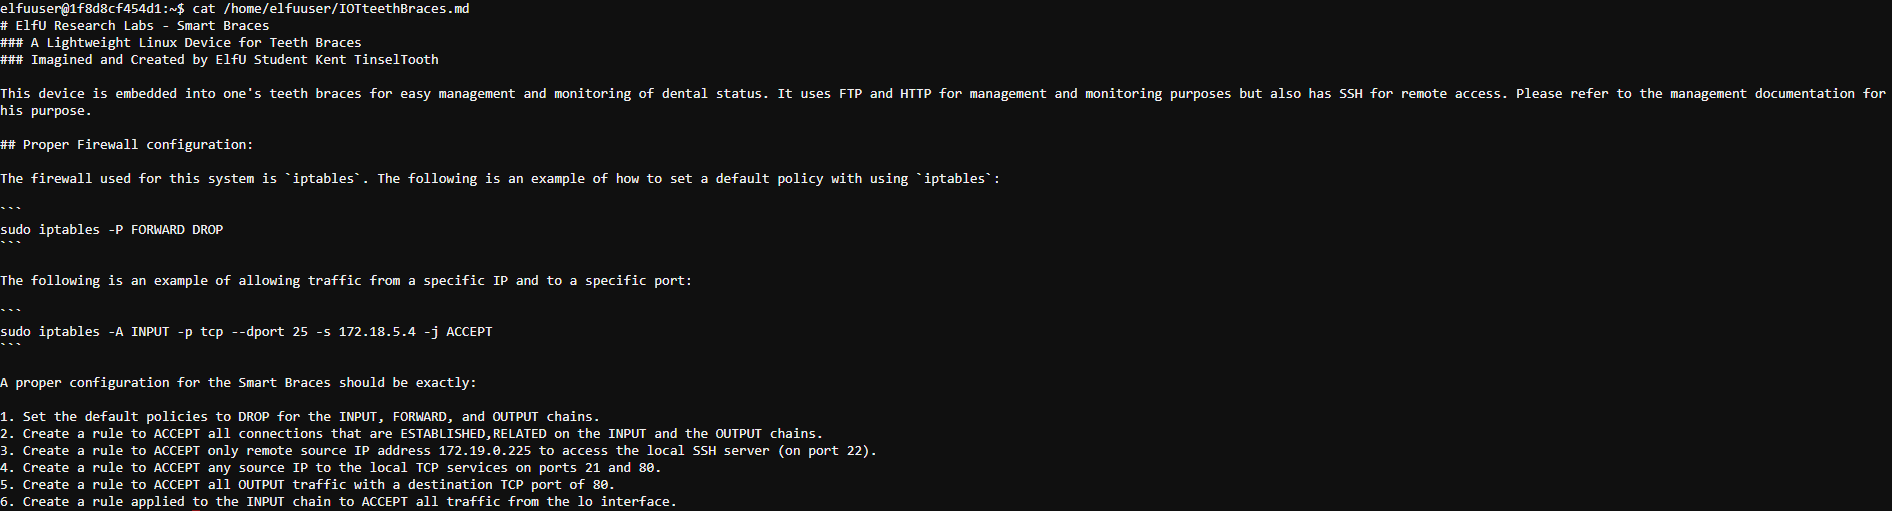 elfuuser@1f8d8cf454d1:~$ cat /home/elfuuser/IOTteethBraces.md
# ElfU Research Labs - Smart Braces
### A Lightweight Linux Device for Teeth Braces
### Imagined and Created by ElfU Student Kent TinselTooth
This device is embedded into one's teeth braces for easy management and monitoring of dental status. It uses FTP and HTTP for management and monitoring purposes but also has SSH for remote access. Please refer to the management documentation for
his purpose.
## Proper Firewall configuration:
The firewall used for this system is `iptables`. The following is an example of how to set a default policy with using `iptables`:
```
sudo iptables -P FORWARD DROP
```
The following is an example of allowing traffic from a specific IP and to a specific port:
```
sudo iptables -A INPUT -p tcp --dport 25 -s 172.18.5.4 -j ACCEPT
```
A proper configuration for the Smart Braces should be exactly:
1. Set the default policies to DROP for the INPUT, FORWARD, and OUTPUT chains.
2. Create a rule to ACCEPT all connections that are ESTABLISHED,RELATED on the INPUT and the OUTPUT chains.
3. Create a rule to ACCEPT only remote source IP address 172.19.0.225 to access the local SSH server (on port 22).
4. Create a rule to ACCEPT any source IP to the local TCP services on ports 21 and 80.
5. Create a rule to ACCEPT all OUTPUT traffic with a destination TCP port of 80.
6. Create a rule applied to the INPUT chain to ACCEPT all traffic from the lo interface.